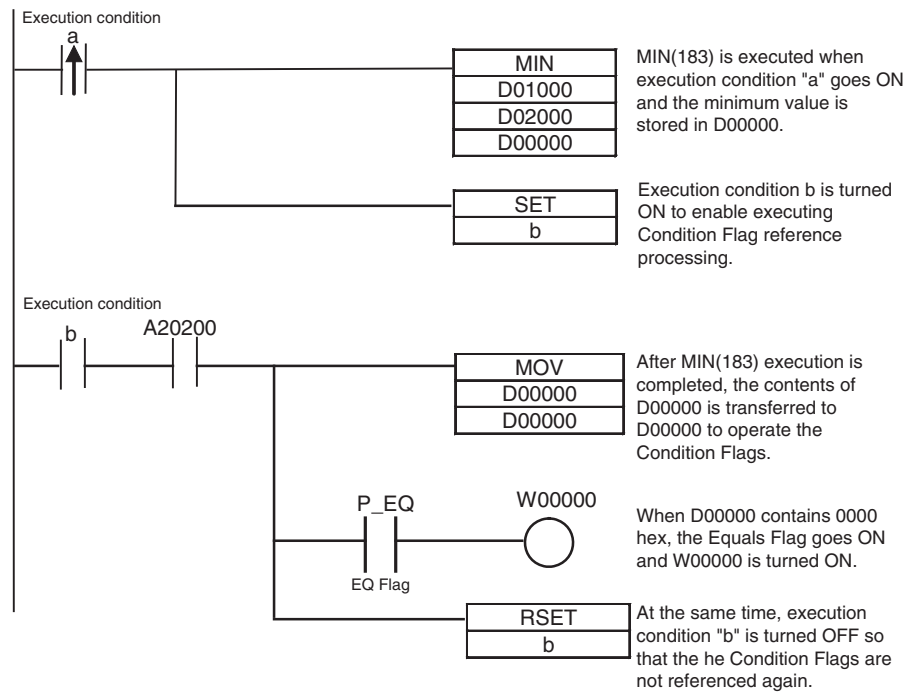 Execution condition
a
MIN
D01000
D02000
D00000
MIN(183) is executed when
execution condition "a" goes ON
and the minimum value is
stored in D00000.
SET
b
Execution condition b is turned
ON to enable executing
Condition Flag reference
processing.
Execution condition
b
A20200
MOV
D00000
D00000
After MIN(183) execution is
completed, the contents of
D00000 is transferred to
D00000 to operate the
Condition Flags.
P_EQ
EQ Flag
W00000
When D00000 contains 0000
hex, the Equals Flag goes ON
and W00000 is turned ON.
RSET
b
At the same time, execution
condition "b" is turned OFF so
that the he Condition Flags are
not referenced again.